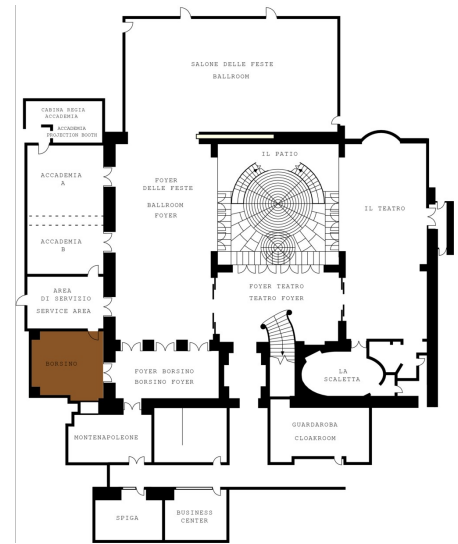 SALONE DELLE FESTE
BALLROOM
CABINA REGIA
ACCADEMIA
ACCADEMIA
PROJECTION BOOTH
IL PATIO
ACCADEMIA
A
FOYER
DELLE FESTE
BALLROOM
FOYER
IL TEATRO
ACCADEMIA
B
AREA
DI SERVIZIO
SERVICE AREA
FOYER TEATRO
TEATRO FOYER
BORSINO
FOYER BORSINO
BORSINO FOYER
LA
SCALETTA
MONTENAPOLEONE
GUARDAROBA
CLOAKROOM
SPIGA
BUSINESS
CENTER